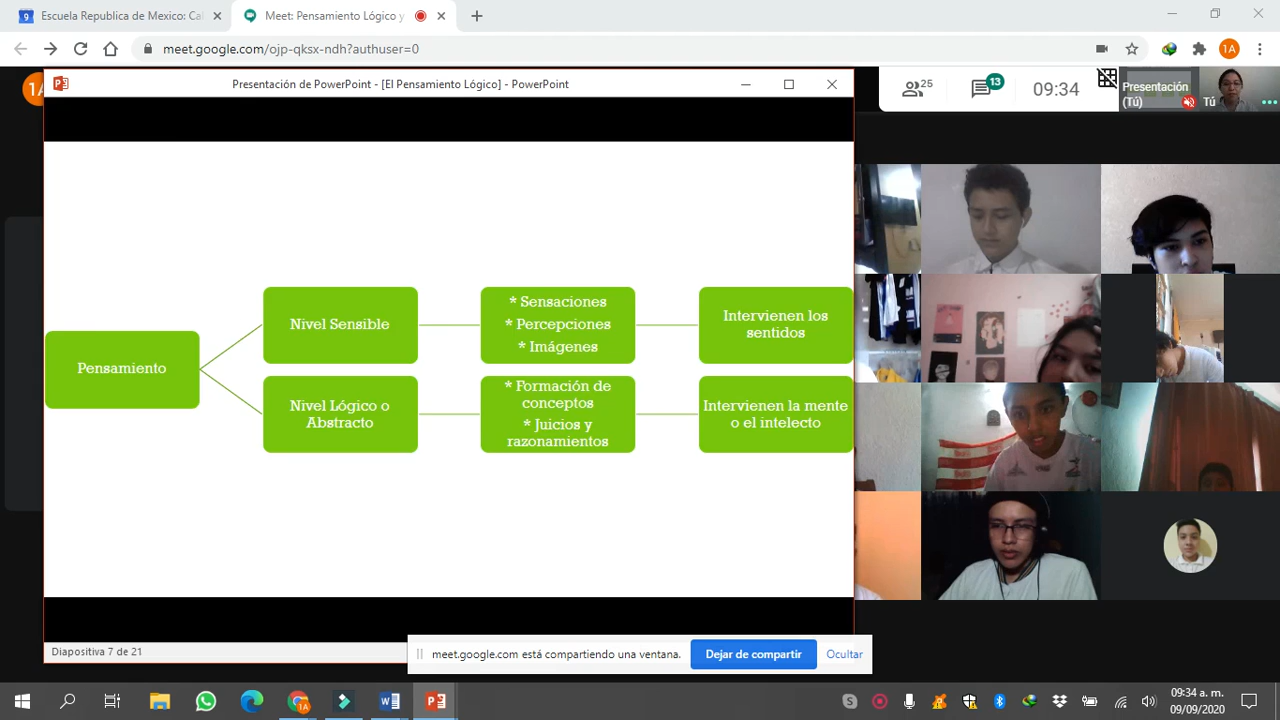 Escuela Republica de Mexico: Cal
Meet: Pensamiento Lógico y
meet.google.com/ojp-qksx-ndh?authuser=0
1A
1A
Presentación de PowerPoint - [El Pensamiento Lógico] - PowerPoint
25
13
09:34
Presentación
(Tú)
Tú
Pensamiento
Nivel Sensible
* Sensaciones
* Percepciones
* Imágenes
Intervienen los
sentidos
Nivel Lógico o
Abstracto
* Formación de
conceptos
* Juicios y
razonamientos
Intervienen la mente
o el intelecto
Diapositiva 7 de 21
meet.google.com está compartiendo una ventana.
Dejar de compartir
Ocultar
09:34 a. m.
09/09/2020